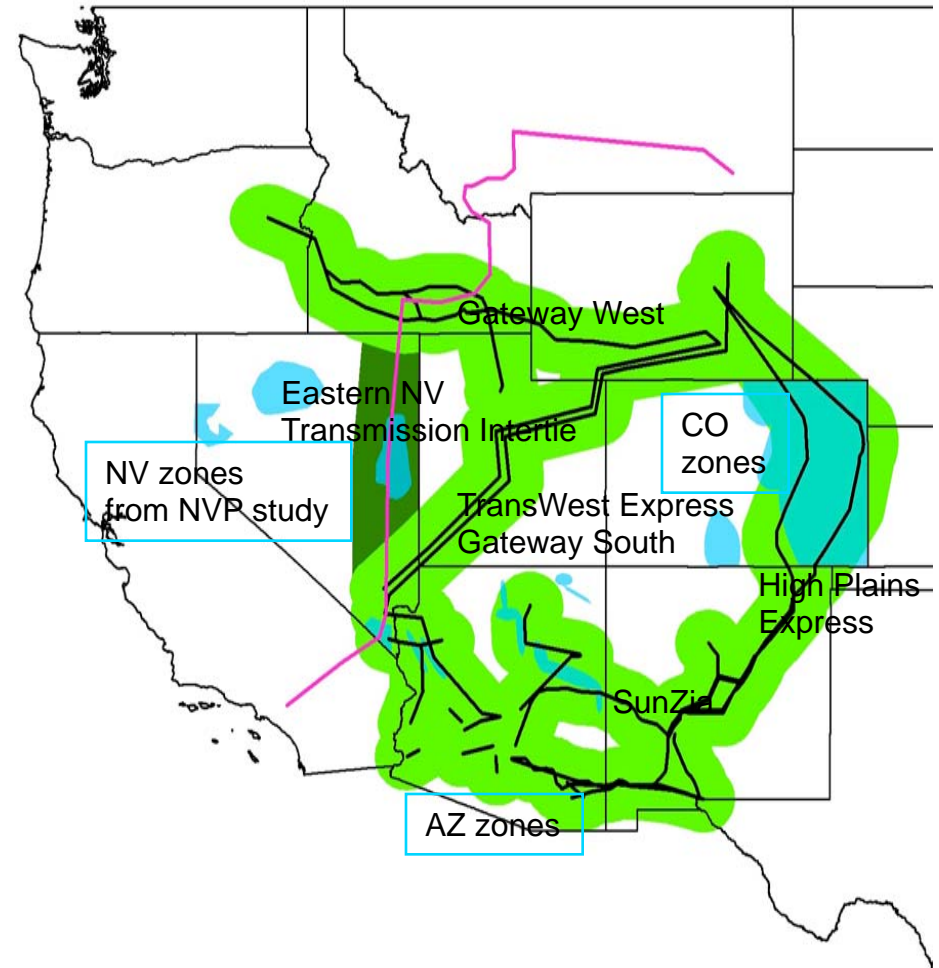 Gateway West
Eastern NV
Transmission Intertie
CO
zones
NV zones
from NVP study
TransWest Express
Gateway South
High Plains
Express
SunZia
AZ zones